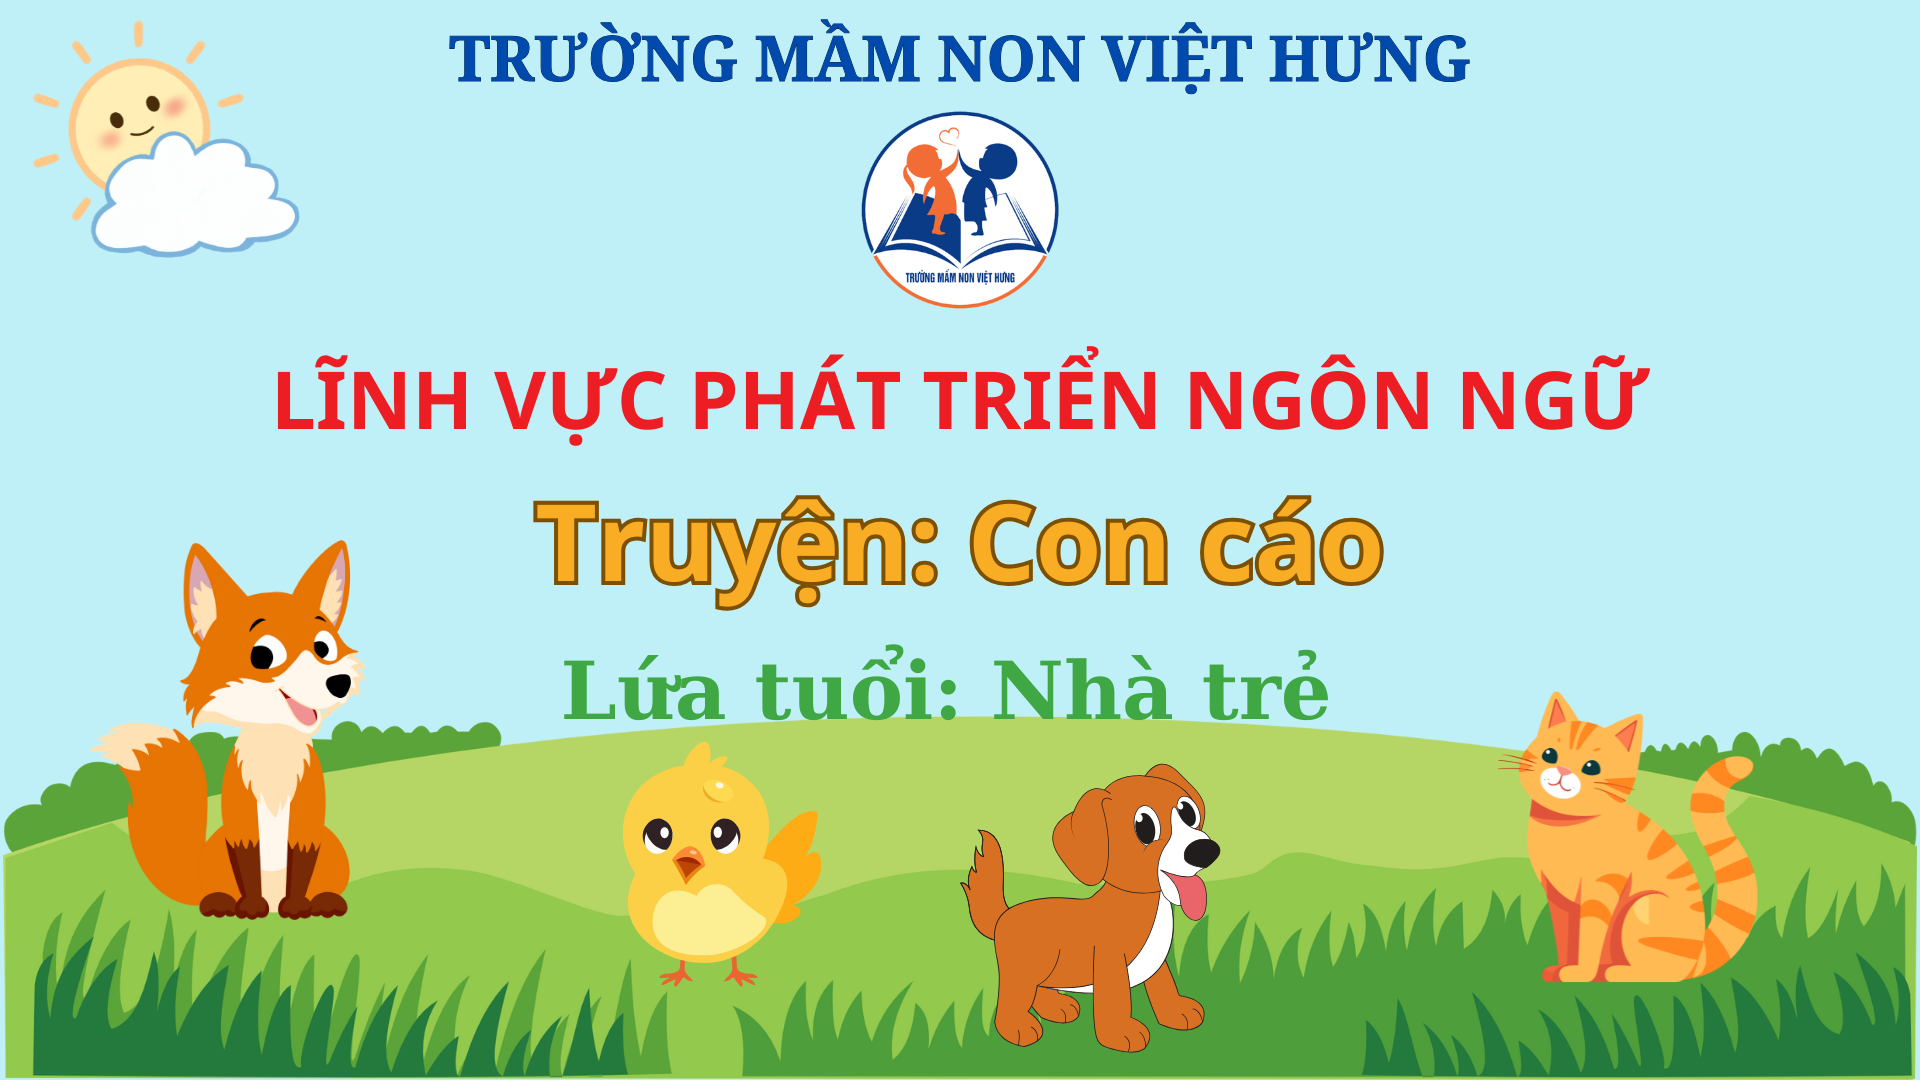 TRƯỜNG MẦM NON VIỆT HƯNG
TRƯỜNG MẦM NON VIỆT HƯNG
LĨNH VỰC PHÁT TRIỂN NGÔN NGỮ
Truyện: Con cáo
Lứa tuổi: Nhà trẻ